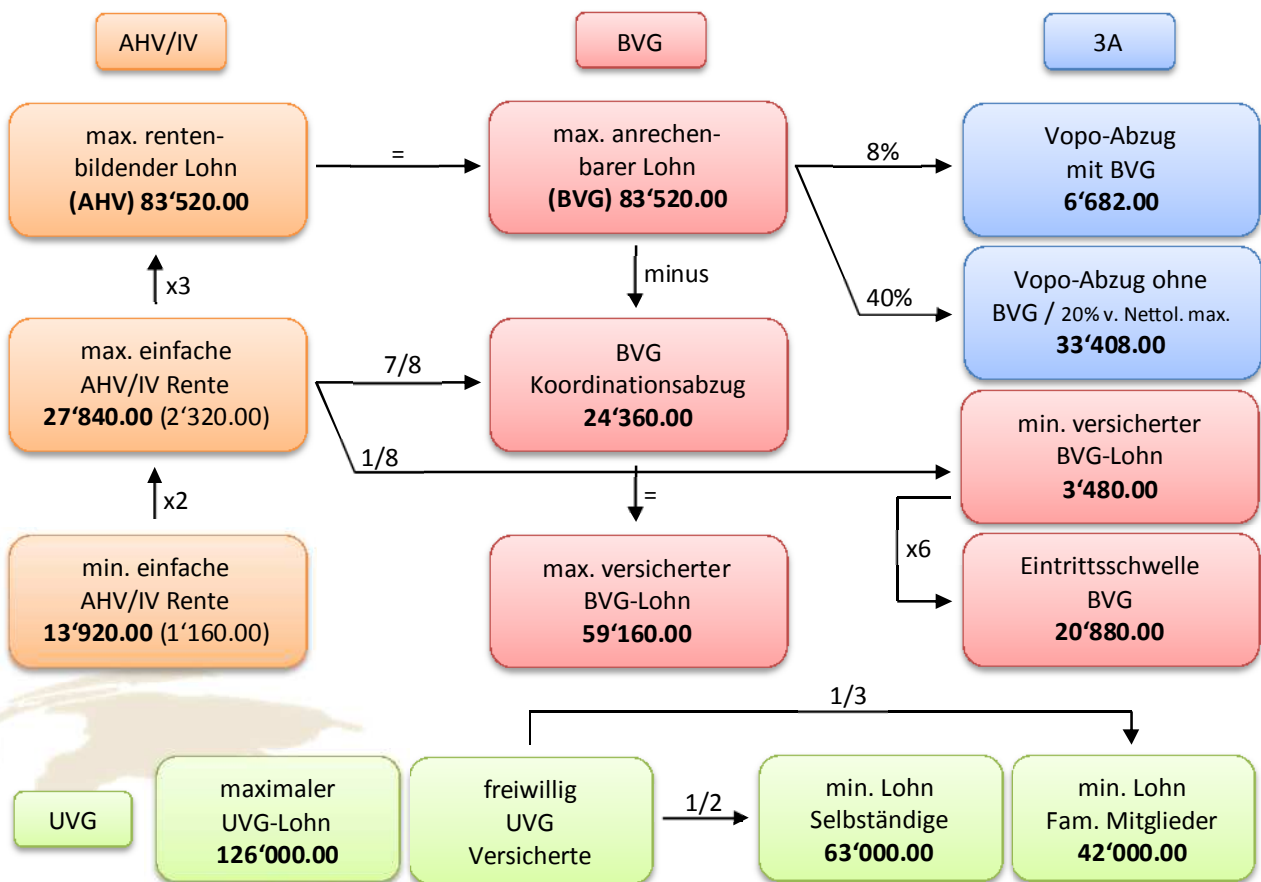 AHV/IV
BVG
3A
max. renten-
bildender Lohn
(AHV) 83‘520.00
=
max. anrechen-
barer Lohn
(BVG) 83‘520.00
8%
Vopo-Abzug
mit BVG
6‘682.00
x3
minus
40%
Vopo-Abzug ohne
BVG / 20% v. Nettol. max.
33‘408.00
max. einfache
AHV/IV Rente
27‘840.00 (2‘320.00)
7/8
BVG
Koordinationsabzug
24‘360.00
1/8
min. versicherter
BVG-Lohn
3‘480.00
x2
=
x6
min. einfache
AHV/IV Rente
13‘920.00 (1‘160.00)
max. versicherter
BVG-Lohn
59‘160.00
Eintrittsschwelle
BVG
20‘880.00
1/3
UVG
maximaler
UVG-Lohn
126‘000.00
freiwillig
UVG
Versicherte
1/2
min. Lohn
Selbständige
63‘000.00
min. Lohn
Fam. Mitglieder
42‘000.00